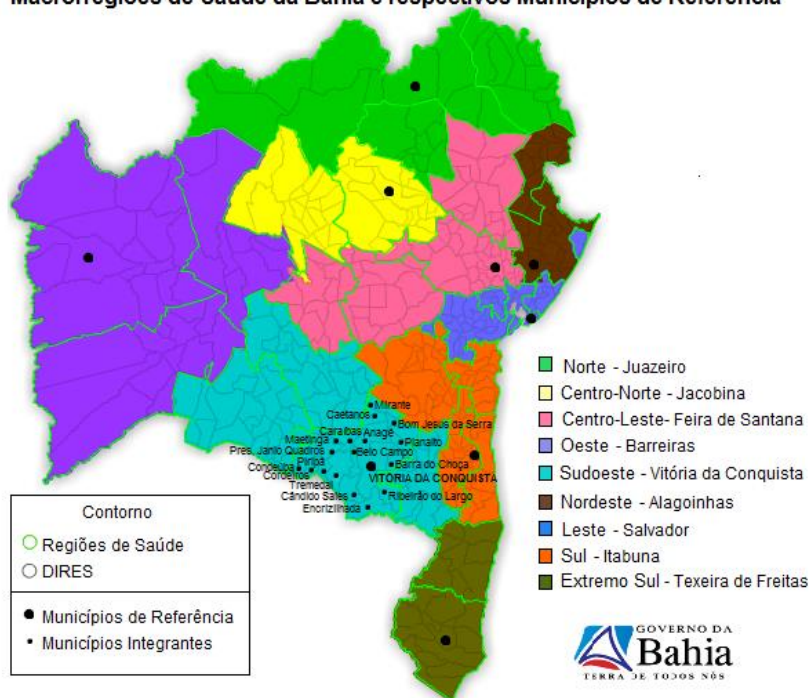 Macrorregiões de Saúde da Bahia e respectivos Municípios de Referência
Mirante
Caetanos
Bom Jesus da Serra
Caraíbas
Anagé
Maetinga
Planalto
Pres. Janio Quadros
Belo Campo
Piripá
Condeúba
Barra do Choça
Cordeiros
VITÓRIA DA CONQUISTA
Tremedal
Cândido Sales
Ribeirão do Largo
Encrizilhada
Norte - Juazeiro
Centro-Norte - Jacobina
Centro-Leste- Feira de Santana
Oeste - Barreiras
Sudoeste - Vitória da Conquista
Nordeste - Alagoinhas
Leste - Salvador
Sul - Itabuna
Extremo Sul - Texeira de Freitas
Contorno
Regiões de Saúde
DIRES
Municípios de Referência
Municípios Integrantes
GOVERNO DA
Bahia
TERRA DE TODOS NÓS